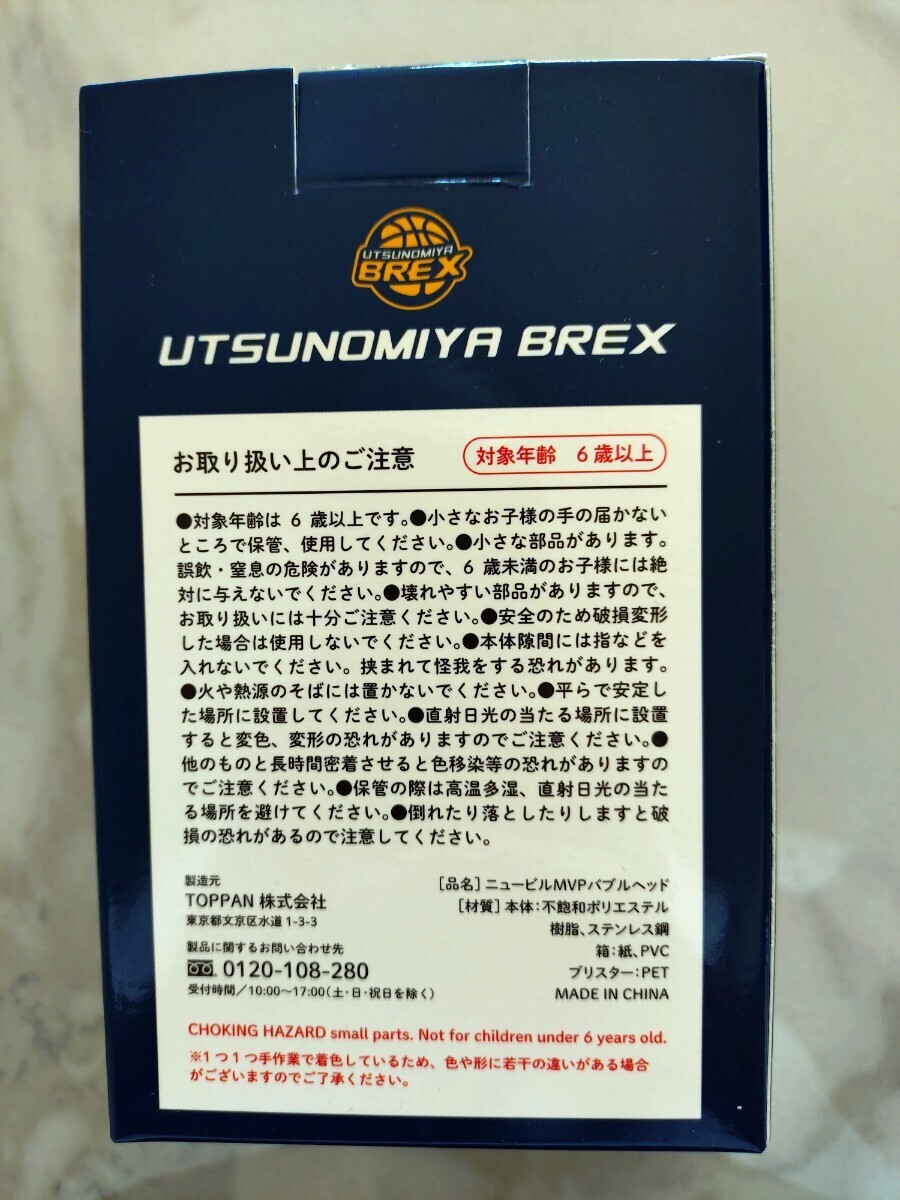 UTSUNOMIYA
BREX
UTSUNOMIYA BREX
お取り扱い上のご注意
対象年齢　6歳以上
●対象年齢は 6 歳以上です。●小さなお子様の手の届かない
ところで保管、使用してください。●小さな部品があります。
誤飲・窒息の危険がありますので、6 歳未満のお子様には絶
対に与えないでください。●壊れやすい部品がありますので、
お取り扱いには十分ご注意ください。●安全のため破損変形
した場合は使用しないでください。●本体隙間には指などを
入れないでください。挟まれて怪我をする恐れがあります。
●火や熱源のそばには置かないでください。●平らで安定し
た場所に設置してください。●直射日光の当たる場所に設置
すると変色、変形の恐れがありますのでご注意ください。●
他のものと長時間密着させると色移染等の恐れがありますの
でご注意ください。●保管の際は高温多湿、直射日光の当た
る場所を避けてください。●倒れたり落としたりしますと破
損の恐れがあるので注意してください。
製造元
TOPPAN 株式会社
東京都文京区水道 1-3-3
製品に関するお問い合わせ先
0120-108-280
受付時間／10:00〜17:00(土・日・祝日を除く)
［品名］ニュービルMVPバブルヘッド
［材質］本体:不飽和ポリエステル
樹脂、ステンレス鋼
箱:紙、PVC
ブリスター:PET
MADE IN CHINA
CHOKING HAZARD small parts. Not for children under 6 years old.
※1つ1つ手作業で着色しているため、色や形に若干の違いがある場合
がございますのでご了承ください。